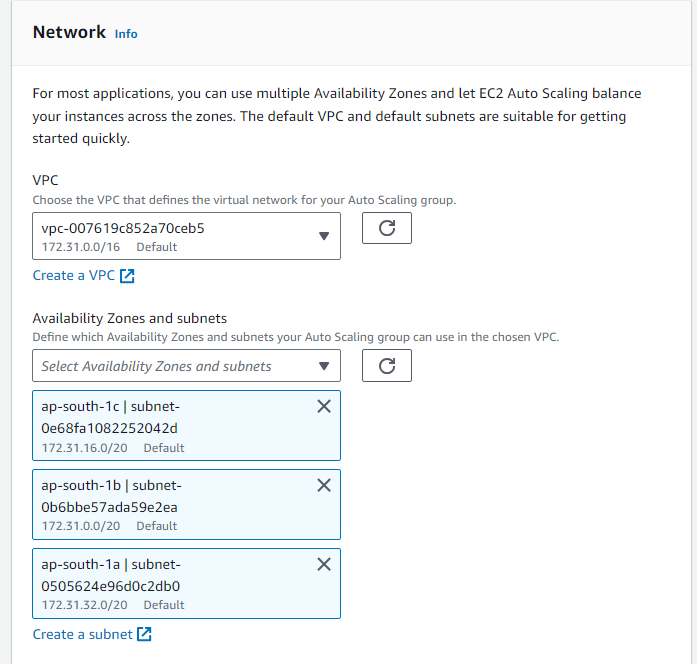 Network Info
For most applications, you can use multiple Availability Zones and let EC2 Auto Scaling balance
your instances across the zones. The default VPC and default subnets are suitable for getting
started quickly.
VPC
Choose the VPC that defines the virtual network for your Auto Scaling group.
vpc-007619c852a70ceb5
172.31.0.0/16 Default
Create a VPC
Availability Zones and subnets
Define which Availability Zones and subnets your Auto Scaling group can use in the chosen VPC.
Select Availability Zones and subnets
ap-south-1c | subnet-
0e68fa1082252042d
172.31.16.0/20 Default
ap-south-1b | subnet-
0b6bbe57ada59e2ea
172.31.0.0/20 Default
ap-south-1a | subnet-
0505624e96d0c2db0
172.31.32.0/20 Default
Create a subnet